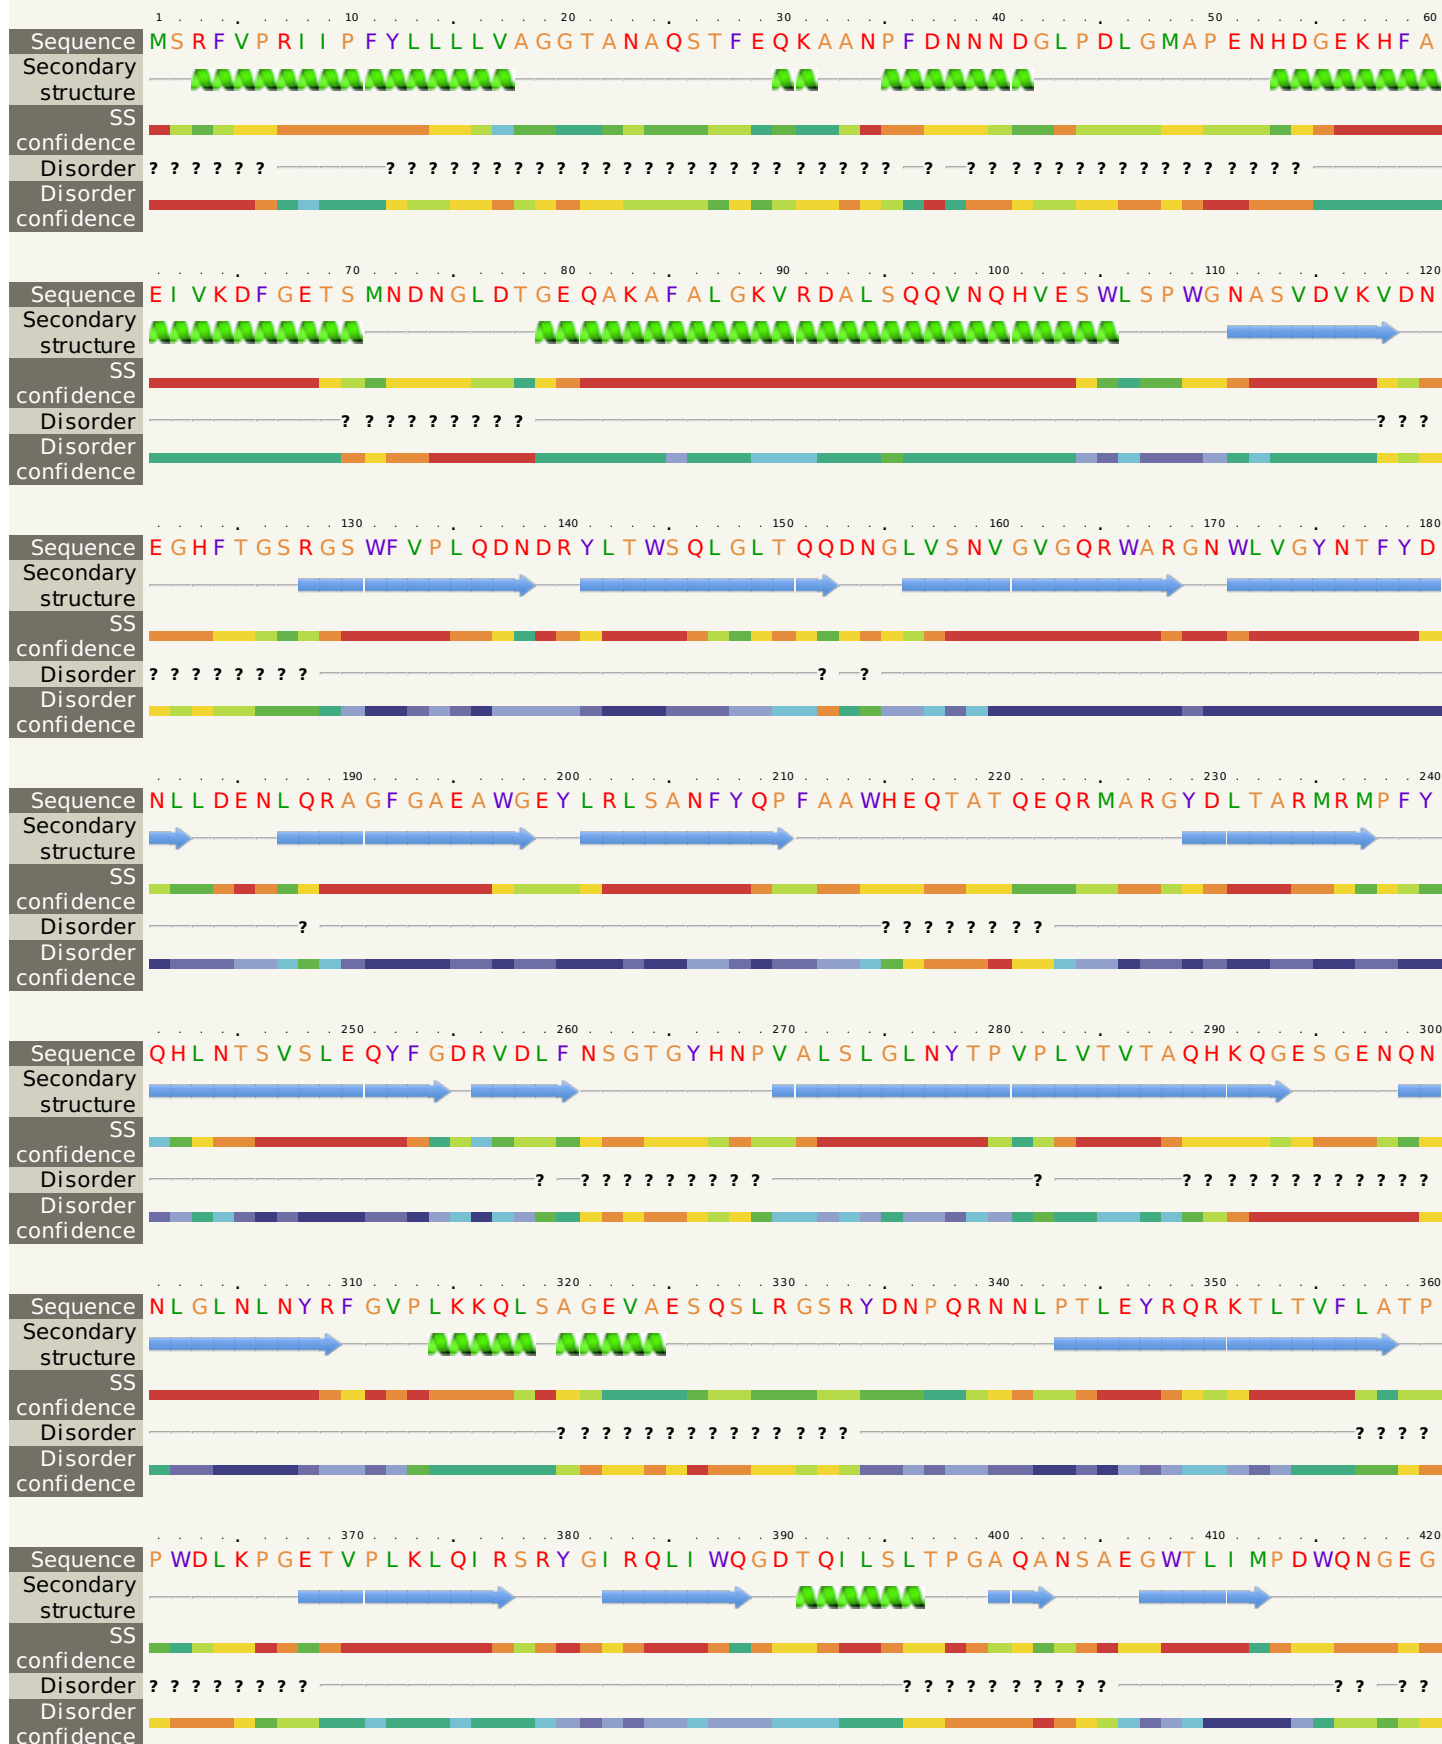 1 10 20 30 40 50 60
Sequence MSRFVPRIIPFYLLLLVAGGTANAQSTFEQKAANPFDNNNDGLPDLGMAPENHDGEKHFA
Secondary
structure
SS
confidence
Disorder ?????? ???????????????????????? ? ????????????????
Disorder
confidence
70 80 90 100 110 120
Sequence EIVKDFGETSMNDNGLDTGEQAKAFALGKVRDALSQQVNQHVESWLSPWGNASVDVKVDN
Secondary
structure
SS
confidence
Disorder ????????? ???
Disorder
confidence
130 140 150 160 170 180
Sequence EGHFTGSRGSWFVPLQDNDRYLTWSQLGLTQQDNGLVSNVGVGQRWARGNWLVGYNTFYD
Secondary
structure
SS
confidence
Disorder ???????? ? ?
Disorder
confidence
190 200 210 220 230 240
Sequence NLLDENLQRAGFGAEAWGEYLRLSANFYQPFAAWHEQTATQEQRMARGYDLTARMRMPFY
Secondary
structure
SS
confidence
Disorder ? ????????
Disorder
confidence
250 260 270 280 290 300
Sequence QHLNTSVSLEQYFGDRVDLFNSGTGYHNPVALSLGLNYTPVPLVTVTAQHKQGESGENQN
Secondary
structure
SS
confidence
Disorder ? ????????? ? ????????????
Disorder
confidence
310 320 330 340 350 360
Sequence NLGLNLNYRFGVPLKKQLSAGEVAESQSLRGSRYDNPQRNNLPTLEYRQRKTLTVFLATP
Secondary
structure
SS
confidence
Disorder ?????????????? ????
Disorder
confidence
370 380 390 400 410 420
Sequence PWDLKPGETVPLKLQIRSRYGIRQLIWQGDTQILSLTPGAQANSAEGWTLIMPDWQNGEG
Secondary
structure
SS
confidence
Disorder ???????? ?????????? ?? ??
Disorder
confidence